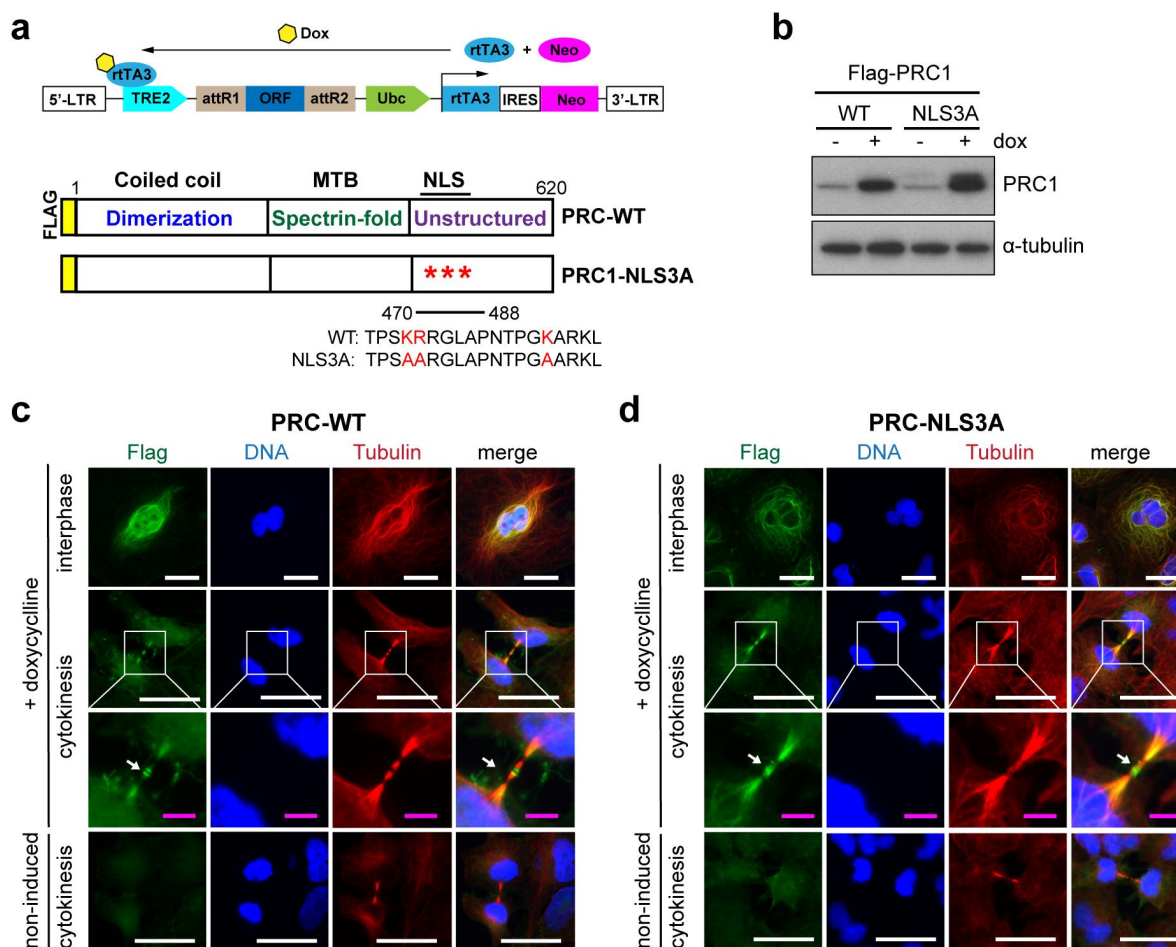 a
Dox
rtTA3 + Neo
rtTA3
5'-LTR TRE2 attR1 ORF attR2 Ubc rtTA3 IRES Neo 3'-LTR
FLAG
1 Coiled coil MTB NLS 620
Dimerization Spectrin-fold Unstructured PRC-WT
*** PRC1-NLS3A
470 488
WT: TPSKRRGLAPNTPGKARKL
NLS3A: TPSAARGLAPNTPGAARKL
b
Flag-PRC1
WT NLS3A
- + - + dox
PRC1
α-tubulin
c
PRC-WT
Flag DNA Tubulin merge
+ doxycyclline
interphase
cytokinesis
non-induced
cytokinesis
d
PRC-NLS3A
Flag DNA Tubulin merge
+ doxycyclline
interphase
cytokinesis
non-induced
cytokinesis